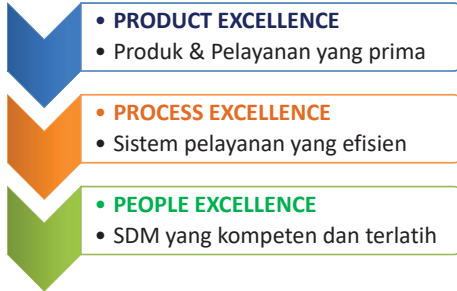 • PRODUCT EXCELLENCE
• Produk & Pelayanan yang prima
• PROCESS EXCELLENCE
• Sistem pelayanan yang efisien
• PEOPLE EXCELLENCE
• SDM yang kompeten dan terlatih